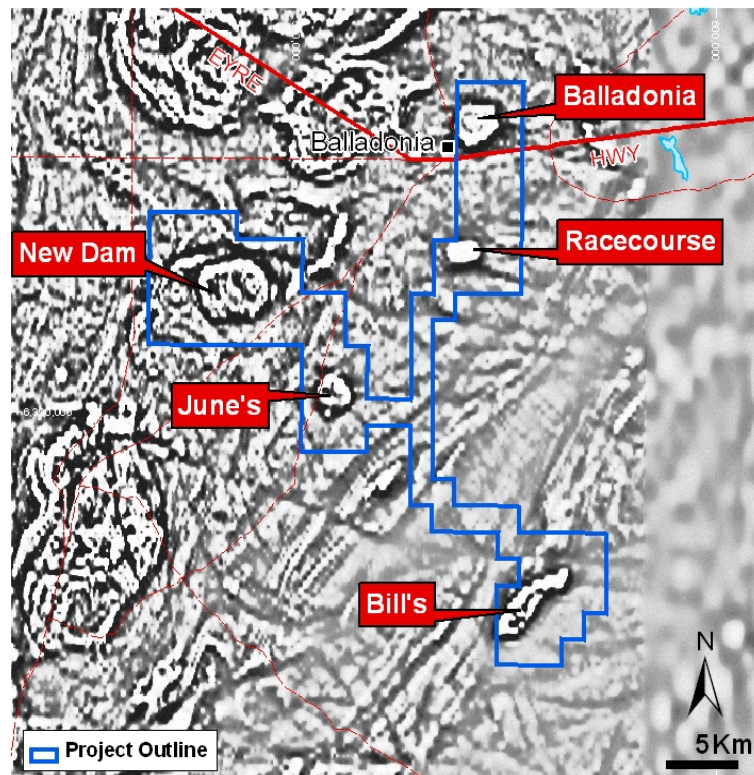 EYRE
Balladonia
Balladonia
HWY
New Dam
Racecourse
June's
Bill's
N
Project Outline
5Km